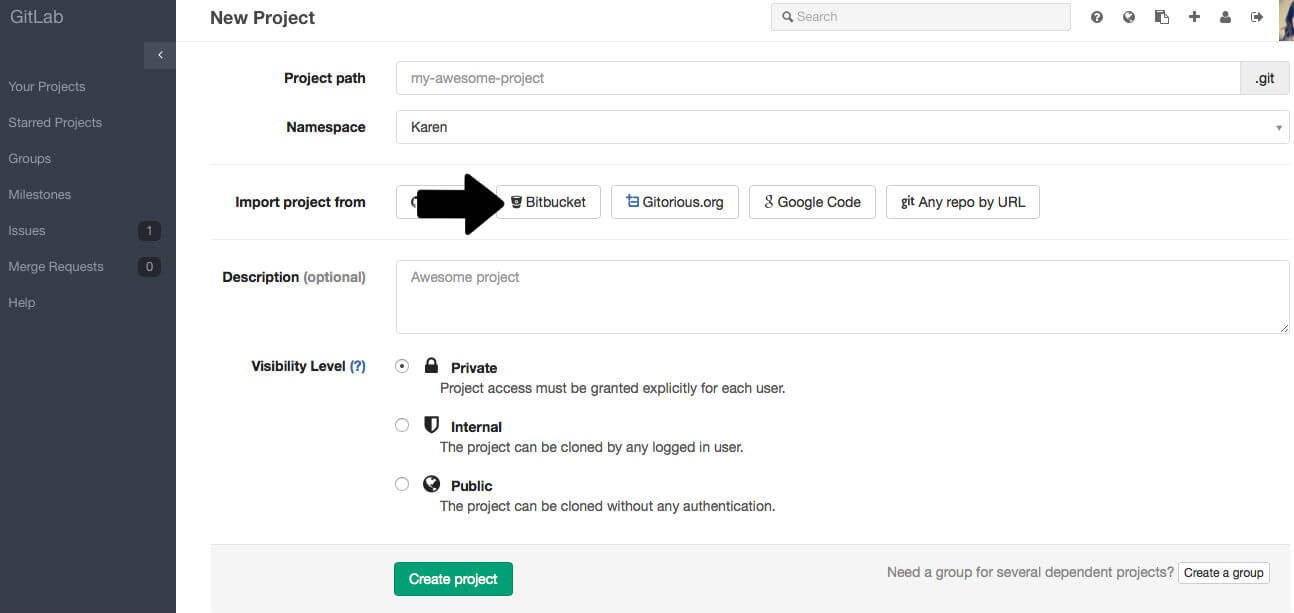 GitLab
New Project
Search
Your Projects
Starred Projects
Groups
Milestones
Issues 1
Merge Requests 0
Help
Project path my-awesome-project .git
Namespace Karen
Import project from Bitbucket Gitorious.org Google Code git Any repo by URL
Description (optional) Awesome project
Visibility Level (?) Private
Project access must be granted explicitly for each user.
Internal
The project can be cloned by any logged in user.
Public
The project can be cloned without any authentication.
Create project
Need a group for several dependent projects? Create a group